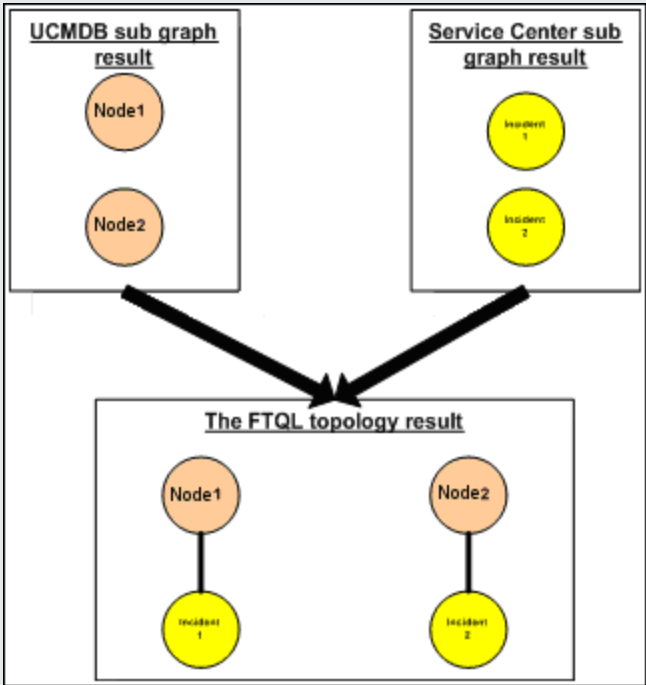 UCMDB sub graph
result
Node1
Node2
Service Center sub
graph result
Incident
1
Incident
2
The FTQL topology result
Node1
Node2
Incident
1
Incident
2